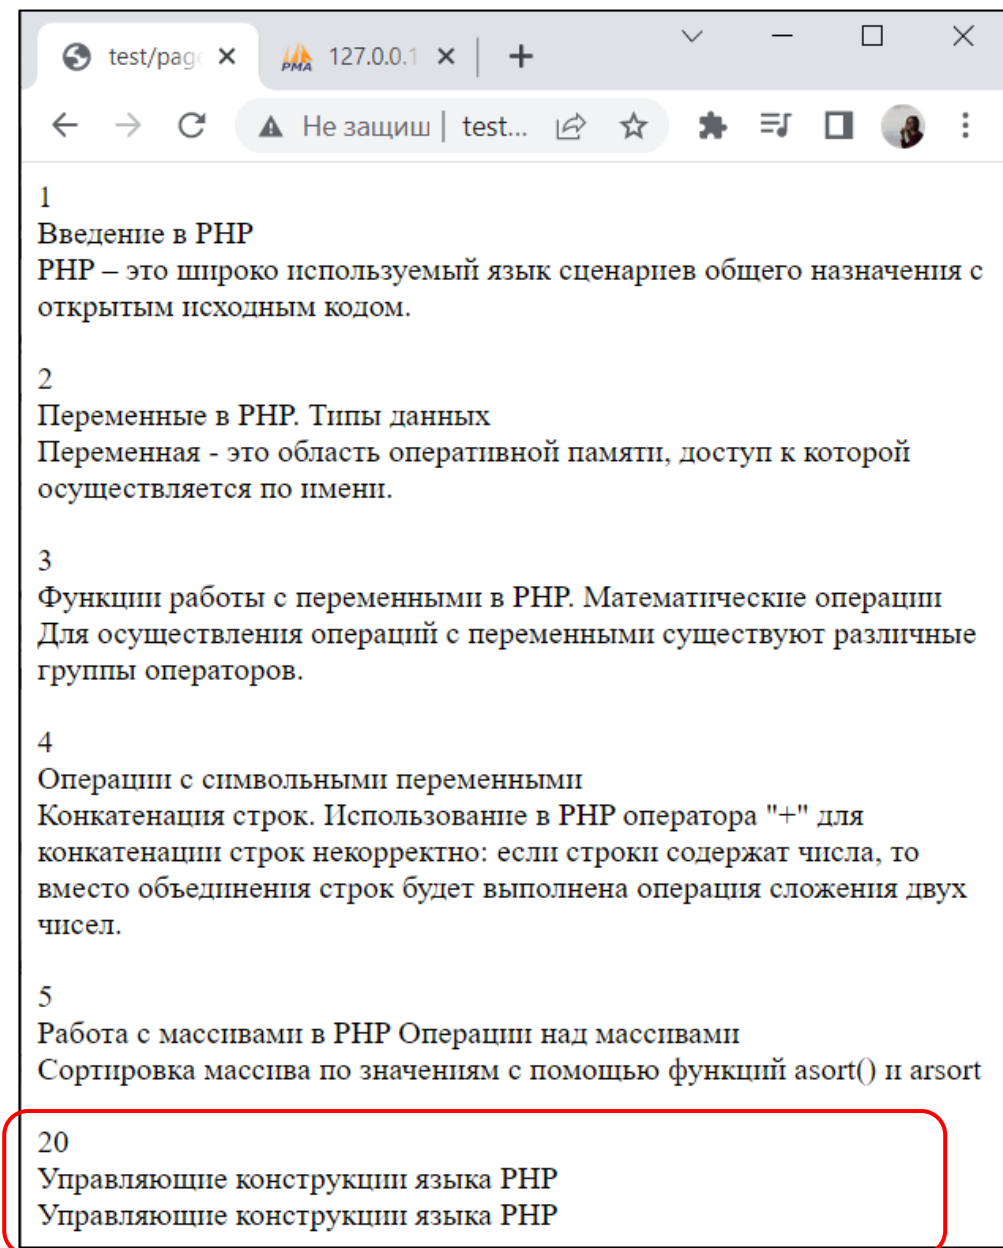 test/pag
PMA 127.0.0.1
Не защищ test...
1
Введение в PHP
PHP – это широко используемый язык сценариев общего назначения с
открытым исходным кодом.
2
Переменные в PHP. Типы данных
Переменная - это область оперативной памяти, доступ к которой
осуществляется по имени.
3
Функции работы с переменными в PHP. Математические операции
Для осуществления операций с переменными существуют различные
группы операторов.
4
Операции с символьными переменными
Конкатенация строк. Использование в PHP оператора "+" для
конкатенации строк некорректно: если строки содержат числа, то
вместо объединения строк будет выполнена операция сложения двух
чисел.
5
Работа с массивами в PHP Операции над массивами
Сортировка массива по значениям с помощью функций asort() и arsort
20
Управляющие конструкции языка PHP
Управляющие конструкции языка PHP